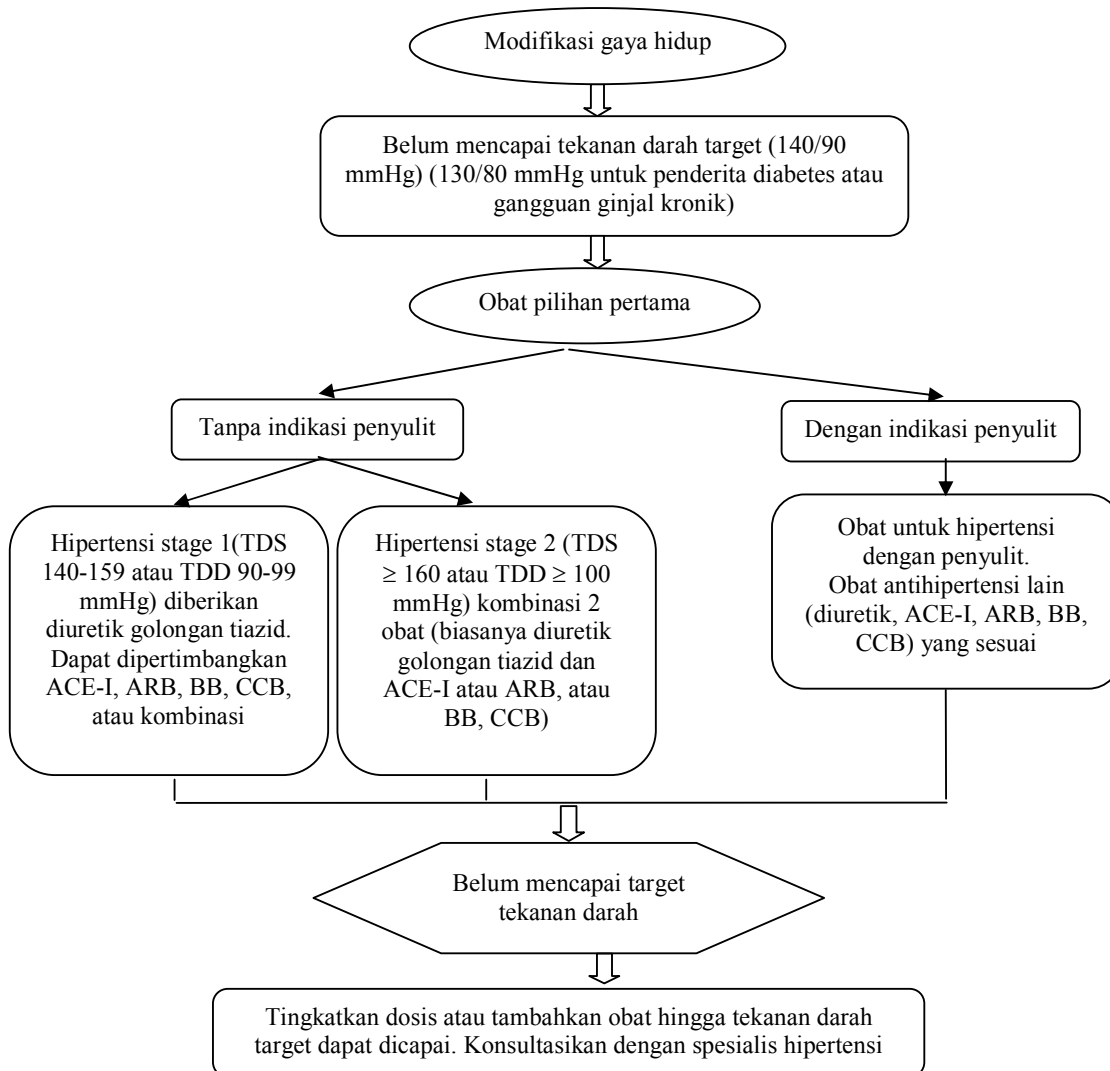 Modifikasi gaya hidup
Belum mencapai tekanan darah target (140/90
mmHg) (130/80 mmHg untuk penderita diabetes atau
gangguan ginjal kronik)
Obat pilihan pertama
Tanpa indikasi penyulit
Dengan indikasi penyulit
Hipertensi stage 1(TDS
140-159 atau TDD 90-99
mmHg) diberikan
diuretik golongan tiazid.
Dapat dipertimbangkan
ACE-I, ARB, BB, CCB,
atau kombinasi
Hipertensi stage 2 (TDS
≥ 160 atau TDD ≥ 100
mmHg) kombinasi 2
obat (biasanya diuretik
golongan tiazid dan
ACE-I atau ARB, atau
BB, CCB)
Obat untuk hipertensi
dengan penyulit.
Obat antihipertensi lain
(diuretik, ACE-I, ARB, BB,
CCB) yang sesuai
Belum mencapai target
tekanan darah
Tingkatkan dosis atau tambahkan obat hingga tekanan darah
target dapat dicapai. Konsultasikan dengan spesialis hipertensi